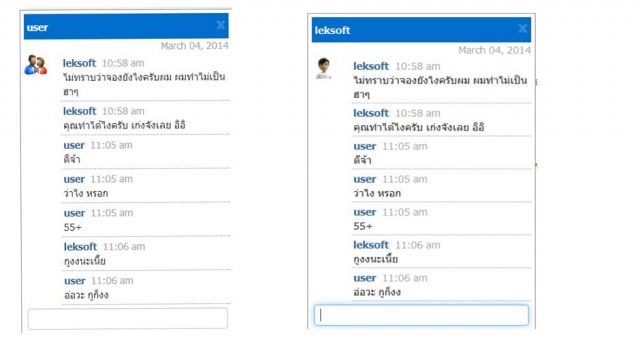 user x
March 04, 2014
leksoft 10:58 am
ไม่ทราบว่าจองยังไงครับผม ผมทำไม่เป็น
ฮาๆ
leksoft 10:58 am
คุณทำได้ไงครับ เก่งจังเลย อิอิ
user 11:05 am
ดีจ้า
user 11:05 am
ว่าไง หรอก
user 11:05 am
55+
leksoft 11:06 am
กูงงนะเนี้ย
user 11:06 am
อ่อวะ กูก็งง
leksoft x
March 04, 2014
leksoft 10:58 am
ไม่ทราบว่าจองยังไงครับผม ผมทำไม่เป็น
ฮาๆ
leksoft 10:58 am
คุณทำได้ไงครับ เก่งจังเลย อิอิ
user 11:05 am
ดีจ้า
user 11:05 am
ว่าไง หรอก
user 11:05 am
55+
leksoft 11:06 am
กูงงนะเนี้ย
user 11:06 am
อ่อวะ กูก็งง